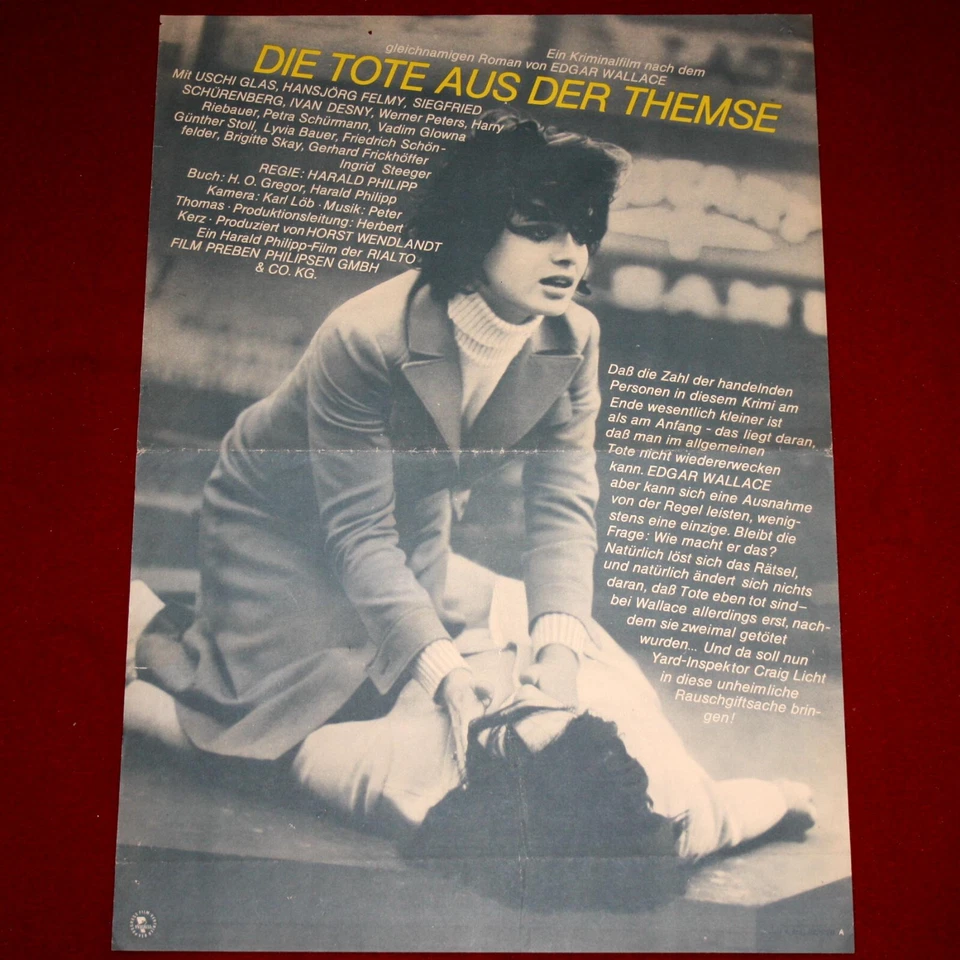 Ein Kriminalfilm nach dem
gleichnamigen Roman von EDGAR WALLACE
DIE TOTE AUS DER THEMSE
Mit USCHI GLAS, HANSJÖRG FELMY, SIEGFRIED
SCHÜRENBERG, IVAN DESNY, Werner Peters, Harry
Riebauer, Petra Schürmann, Vadim Glowna
Günther Stoll, Lyvia Bauer, Friedrich Schön-
felder, Brigitte Skay, Gerhard Frickhöffer
Ingrid Steeger
REGIE: HARALD PHILIPP
Buch: H. O. Gregor, Harald Philipp
Kamera: Karl Löb · Musik: Peter
Thomas · Produktionsleitung: Herbert
Kerz · Produziert von HORST WENDLANDT
Ein Harald Philipp-Film der RIALTO
FILM PREBEN PHILIPSEN GMBH
& CO. KG.
Daß die Zahl der handelnden
Personen in diesem Krimi am
Ende wesentlich kleiner ist
als am Anfang - das liegt daran,
daß man im allgemeinen
Tote nicht wiedererwecken
kann. EDGAR WALLACE
aber kann sich eine Ausnahme
von der Regel leisten, wenig-
stens eine einzige. Bleibt die
Frage: Wie macht er das?
Natürlich löst sich das Rätsel,
und natürlich ändert sich nichts
daran, daß Tote eben tot sind–
bei Wallace allerdings erst, nach-
dem sie zweimal getötet
wurden... Und da soll nun
Yard-Inspektor Craig Licht
in diese unheimliche
Rauschgiftsache brin-
gen!
A